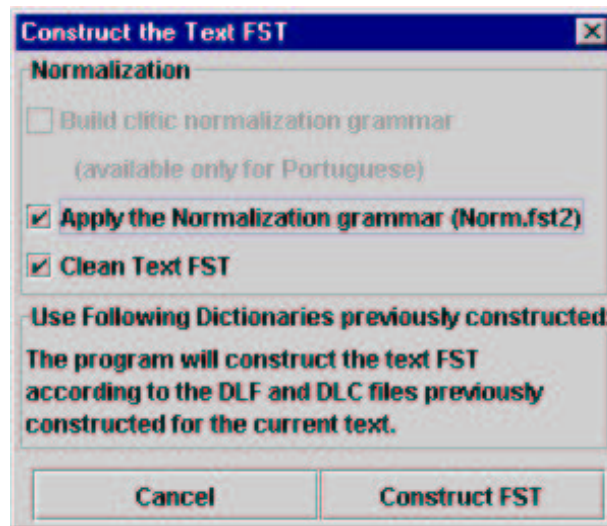 Construct the Text FST
Normalization
Build clitic normalization grammar
(available only for Portuguese)
Apply the Normalization grammar (Norm.fst2)
Clean Text FST
Use Following Dictionaries previously constructed
The program will construct the text FST
according to the DLF and DLC files previously
constructed for the current text.
Cancel Construct FST